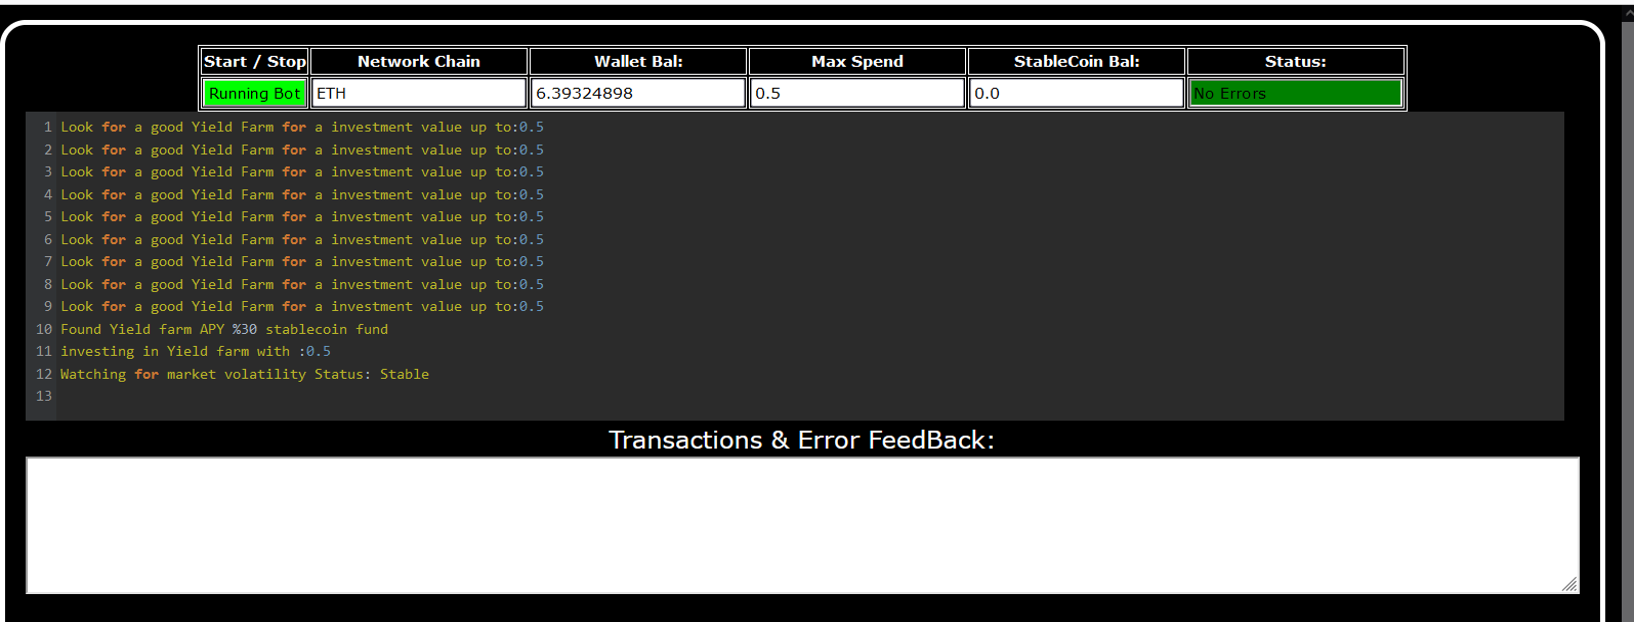 Start / Stop Network Chain Wallet Bal: Max Spend StableCoin Bal: Status:
Running Bot ETH 6.39324898 0.5 0.0 No Errors
1 Look for a good Yield Farm for a investment value up to:0.5
2 Look for a good Yield Farm for a investment value up to:0.5
3 Look for a good Yield Farm for a investment value up to:0.5
4 Look for a good Yield Farm for a investment value up to:0.5
5 Look for a good Yield Farm for a investment value up to:0.5
6 Look for a good Yield Farm for a investment value up to:0.5
7 Look for a good Yield Farm for a investment value up to:0.5
8 Look for a good Yield Farm for a investment value up to:0.5
9 Look for a good Yield Farm for a investment value up to:0.5
10 Found Yield farm APY %30 stablecoin fund
11 investing in Yield farm with :0.5
12 Watching for market volatility Status: Stable
13
Transactions & Error FeedBack: